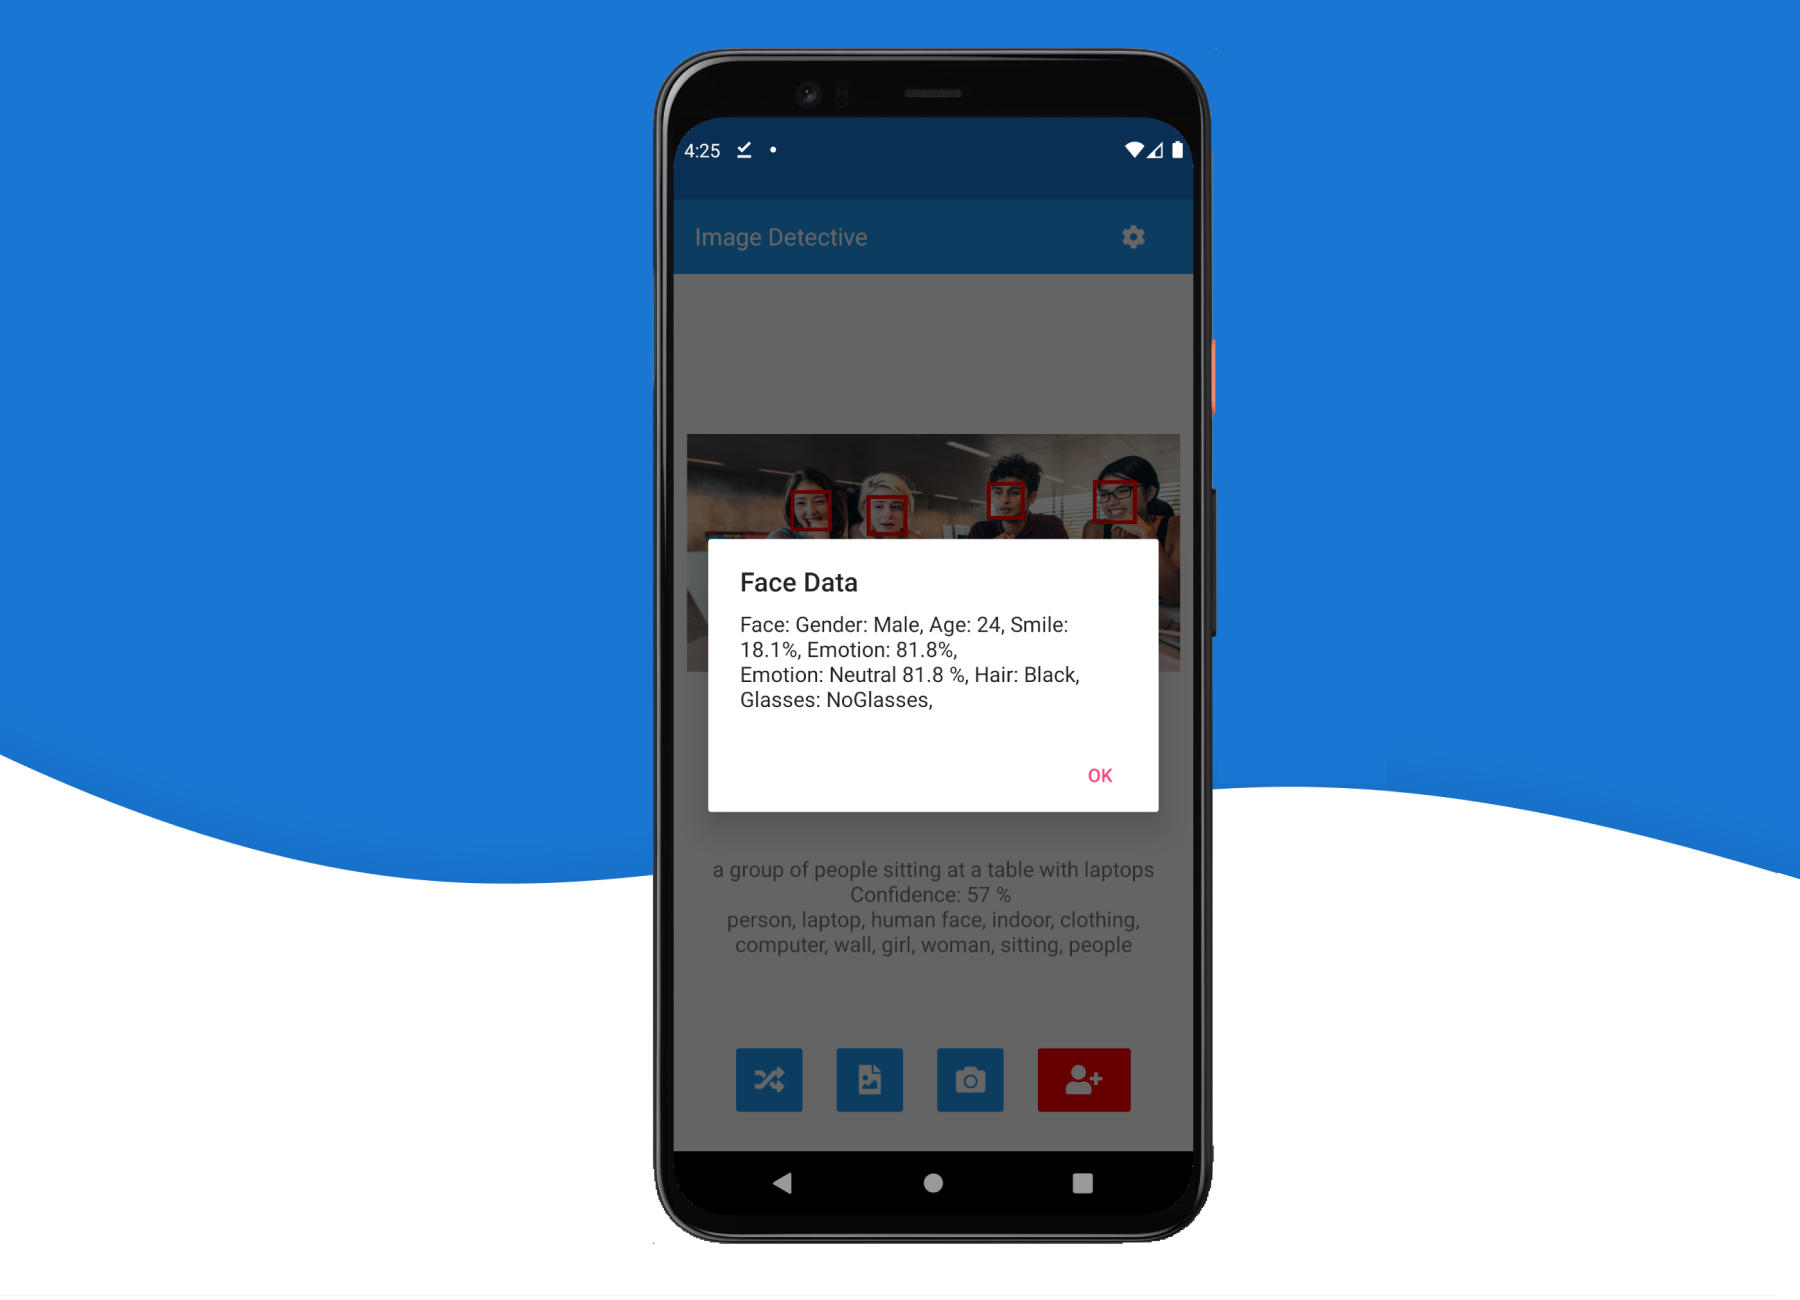 4:25
Image Detective
Face Data
Face: Gender: Male, Age: 24, Smile:
18.1%, Emotion: 81.8%,
Emotion: Neutral 81.8 %, Hair: Black,
Glasses: NoGlasses,
OK
a group of people sitting at a table with laptops
Confidence: 57 %
person, laptop, human face, indoor, clothing,
computer, wall, girl, woman, sitting, people